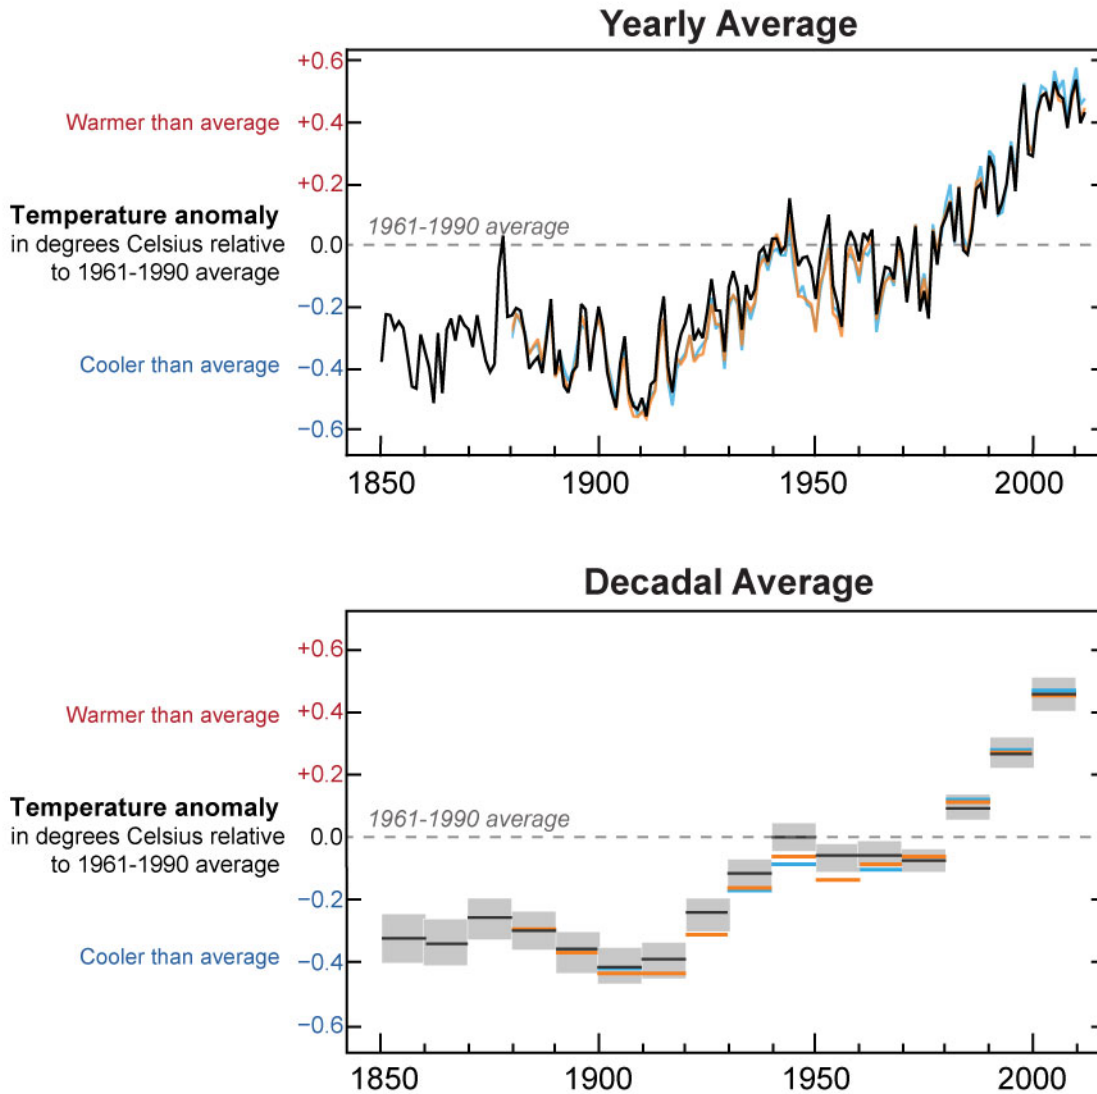 Yearly Average
+0.6
Warmer than average +0.4
+0.2
Temperature anomaly
in degrees Celsius relative
to 1961-1990 average
1961-1990 average
0.0
−0.2
Cooler than average −0.4
−0.6
1850 1900 1950 2000
Decadal Average
+0.6
Warmer than average +0.4
+0.2
Temperature anomaly
in degrees Celsius relative
to 1961-1990 average
1961-1990 average
0.0
−0.2
Cooler than average −0.4
−0.6
1850 1900 1950 2000